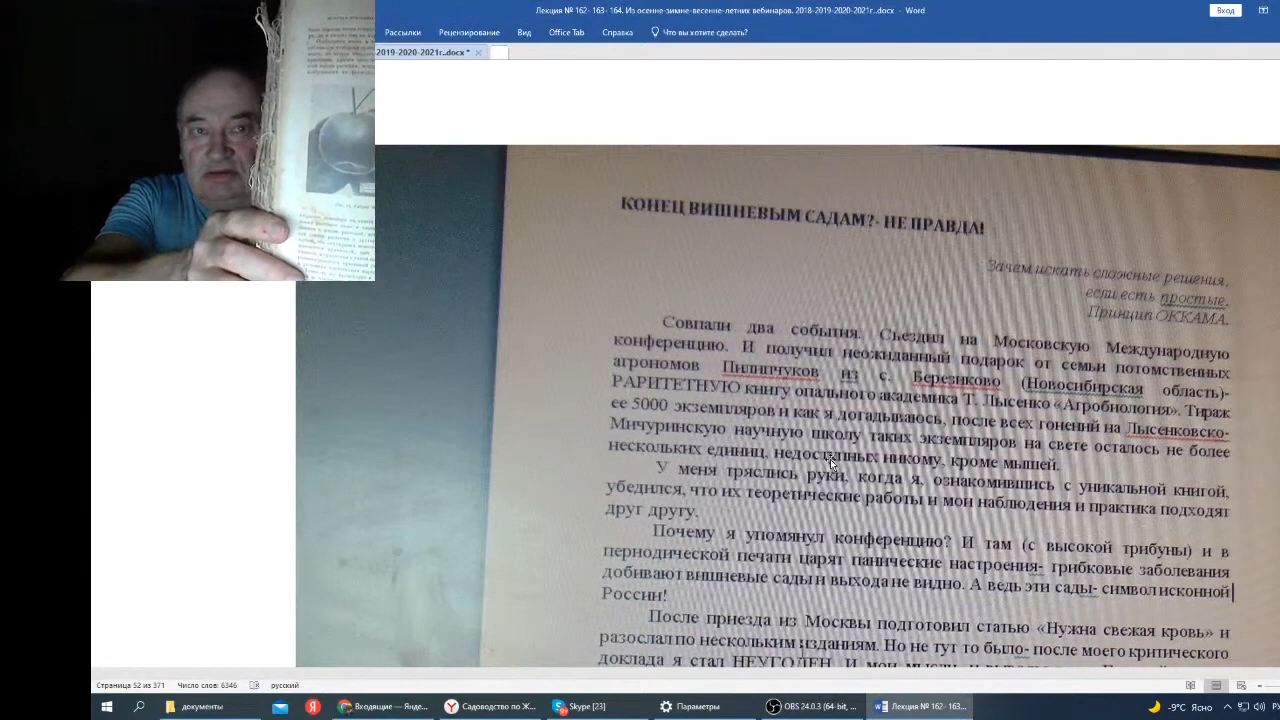 Лекция № 162- 163- 164. Из осенне-зимне-весенне-летних вебинаров. 2018-2019-2020-2021г..docx - Word
Вход
Рассылки Рецензирование Вид Office Tab Справка Что вы хотите сделать?
2019-2020-2021г..docx *
КОНЕЦ ВИШНЕВЫМ САДАМ?- НЕ ПРАВДА!
Зачем искать сложные решения,
если есть простые.
Принцип ОККАМА.
Совпали два события. Съездил на Московскую Международную
конференцию. И получил неожиданный подарок от семьи потомственных
агрономов Пилипчуков из с. Березиково (Новосибирская область)-
РАРИТЕТНУЮ книгу опального академика Т. Лысенко «Агробиология». Тираж
ее 5000 экземпляров и как я догадываюсь, после всех гонений на Лысенковско-
Мичуринскую научную школу таких экземпляров на свете осталось не более
нескольких единиц, недоступных никому, кроме мышей.
У меня тряслись руки, когда я, ознакомившись с уникальной книгой,
убедился, что их теоретические работы и мои наблюдения и практика подходят
друг другу.
Почему я упомянул конференцию? И там (с высокой трибуны) и в
периодической печати царят панические настроения- грибковые заболевания
добивают вишневые сады и выхода не видно. А ведь эти сады- символ исконной
России!
После приезда из Москвы подготовил статью «Нужна свежая кровь» и
разослал по нескольким изданиям. Но не тут то было- после моего критического
доклада я стал НЕУГОДЕН. И мои мысли и
Страница 52 из 371 Число слов: 6346 русский
документы
Входящие — Янде...
Садоводство по Ж...
Skype [23]
Параметры
OBS 24.0.3 (64-bit, ...
Лекция № 162- 163...
-9°C Ясно